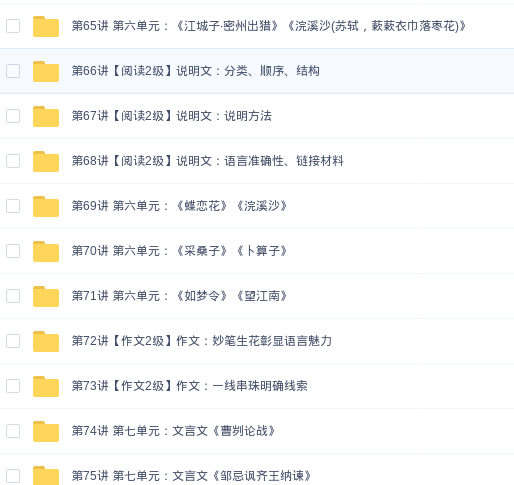 第65讲 第六单元：《江城子·密州出猎》《浣溪沙(苏轼，蔌蔌衣巾落枣花)》
第66讲【阅读2级】说明文：分类、顺序、结构
第67讲【阅读2级】说明文：说明方法
第68讲【阅读2级】说明文：语言准确性、链接材料
第69讲 第六单元：《蝶恋花》《浣溪沙》
第70讲 第六单元：《采桑子》《卜算子》
第71讲 第六单元：《如梦令》《望江南》
第72讲【作文2级】作文：妙笔生花彰显语言魅力
第73讲【作文2级】作文：一线串珠明确线索
第74讲 第七单元：文言文《曹刿论战》
第75讲 第七单元：文言文《邹忌讽齐王纳谏》